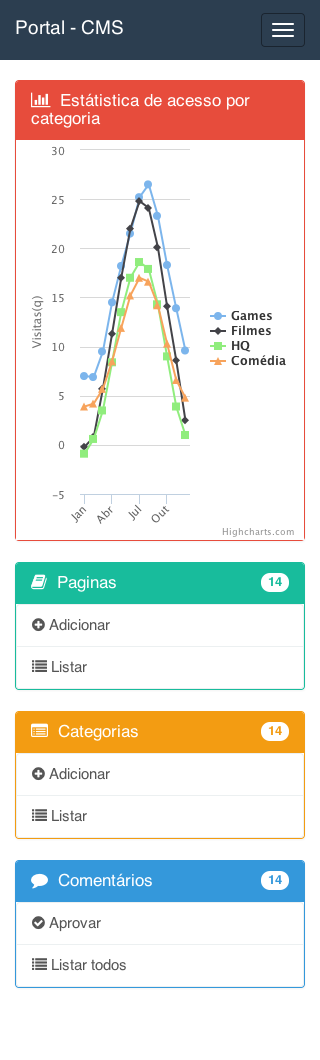 Portal - CMS
Estátistica de acesso por
categoria
30
25
20
15
10
5
0
-5
Visitas(q)
Jan
Abr
Jul
Out
Games
Filmes
HQ
Comédia
Highcharts.com
Paginas 14
Adicionar
Listar
Categorias 14
Adicionar
Listar
Comentários 14
Aprovar
Listar todos